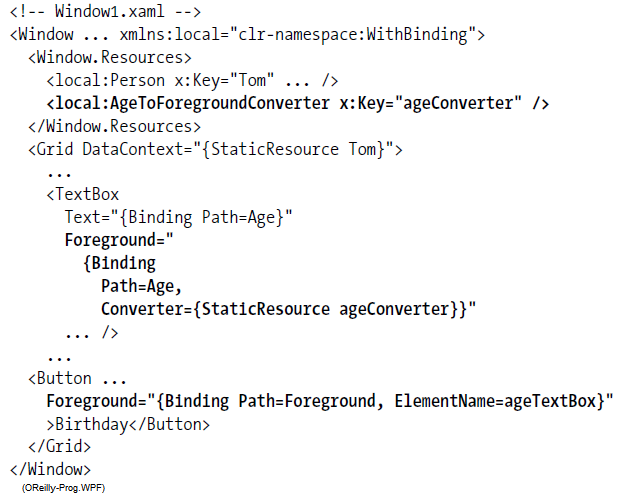 <!-- Window1.xaml -->
<Window ... xmlns:local="clr-namespace:WithBinding">
<Window.Resources>
<local:Person x:Key="Tom" ... />
<local:AgeToForegroundConverter x:Key="ageConverter" />
</Window.Resources>
<Grid DataContext="{StaticResource Tom}">
...
<TextBox
Text="{Binding Path=Age}"
Foreground="
{Binding
Path=Age,
Converter={StaticResource ageConverter}}"
... />
...
<Button ...
Foreground="{Binding Path=Foreground, ElementName=ageTextBox}"
>Birthday</Button>
</Grid>
</Window>
(OReilly-Prog.WPF)